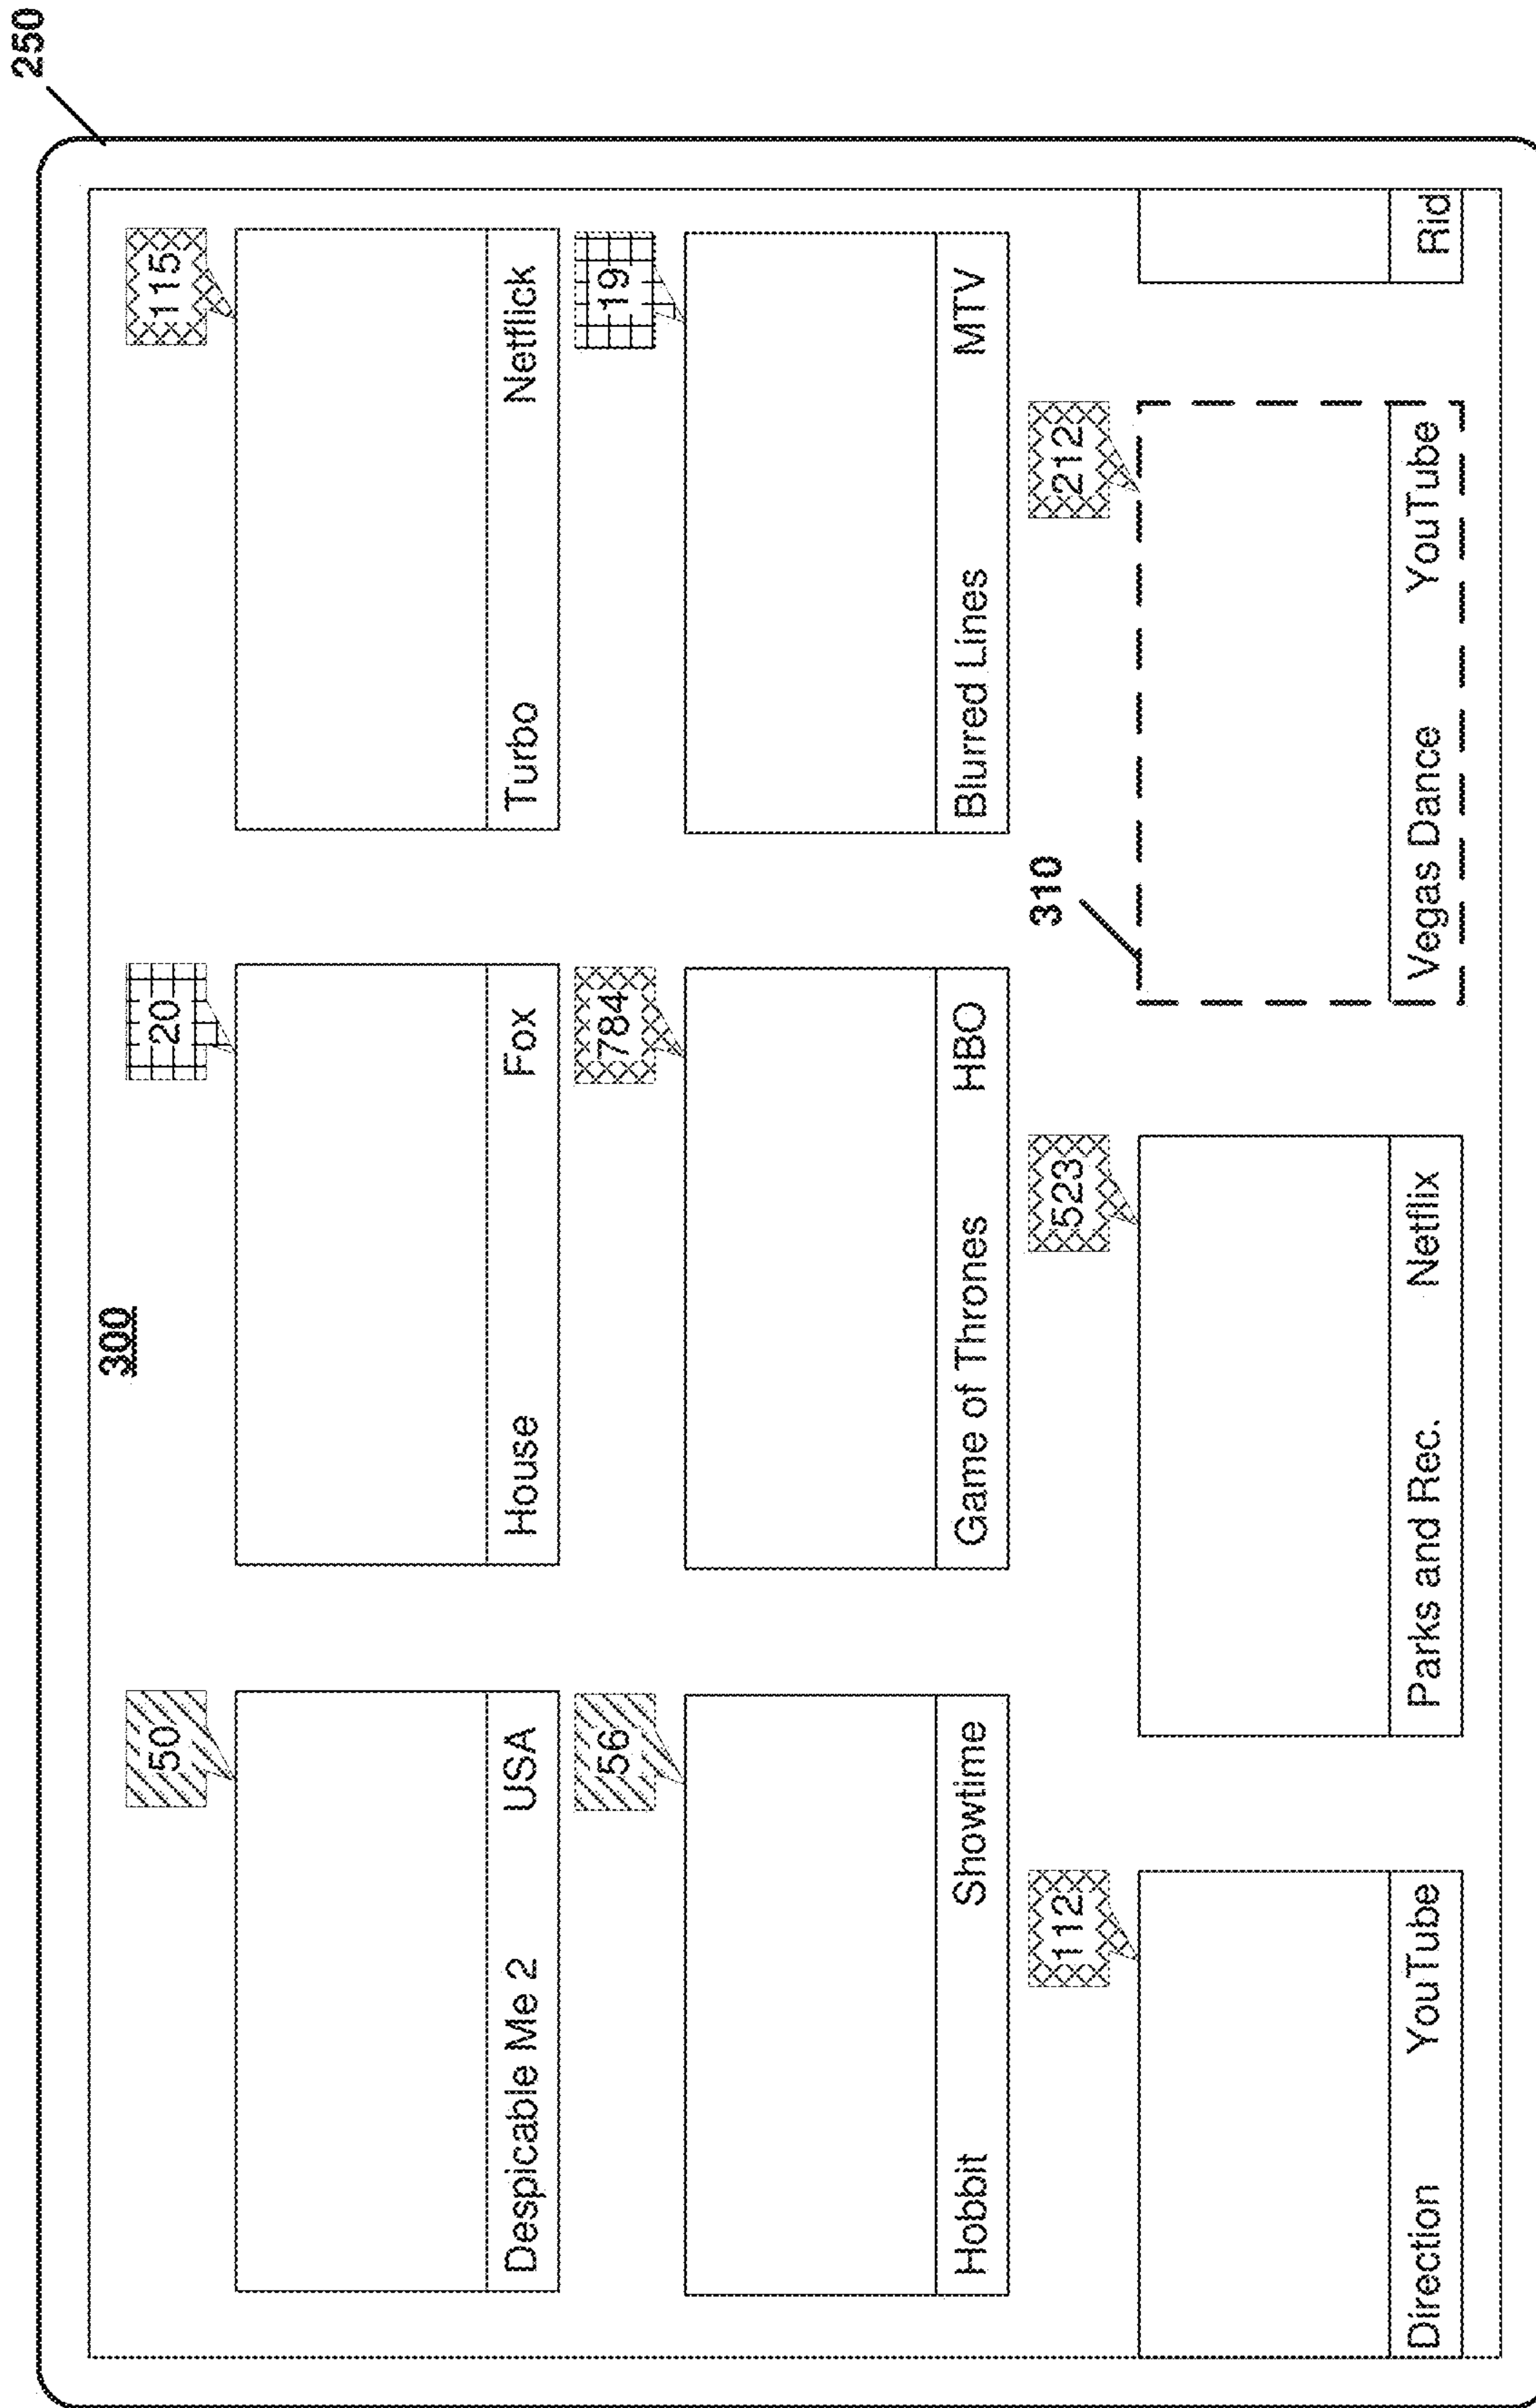 250
300
50
20
115
Despicable Me 2 USA
House Fox
Turbo Netflick
56
784
19
Hobbit Showtime
Game of Thrones HBO
Blurred Lines MTV
310
112
523
212
Direction YouTube
Parks and Rec. Netflix
Vegas Dance YouTube
Rid